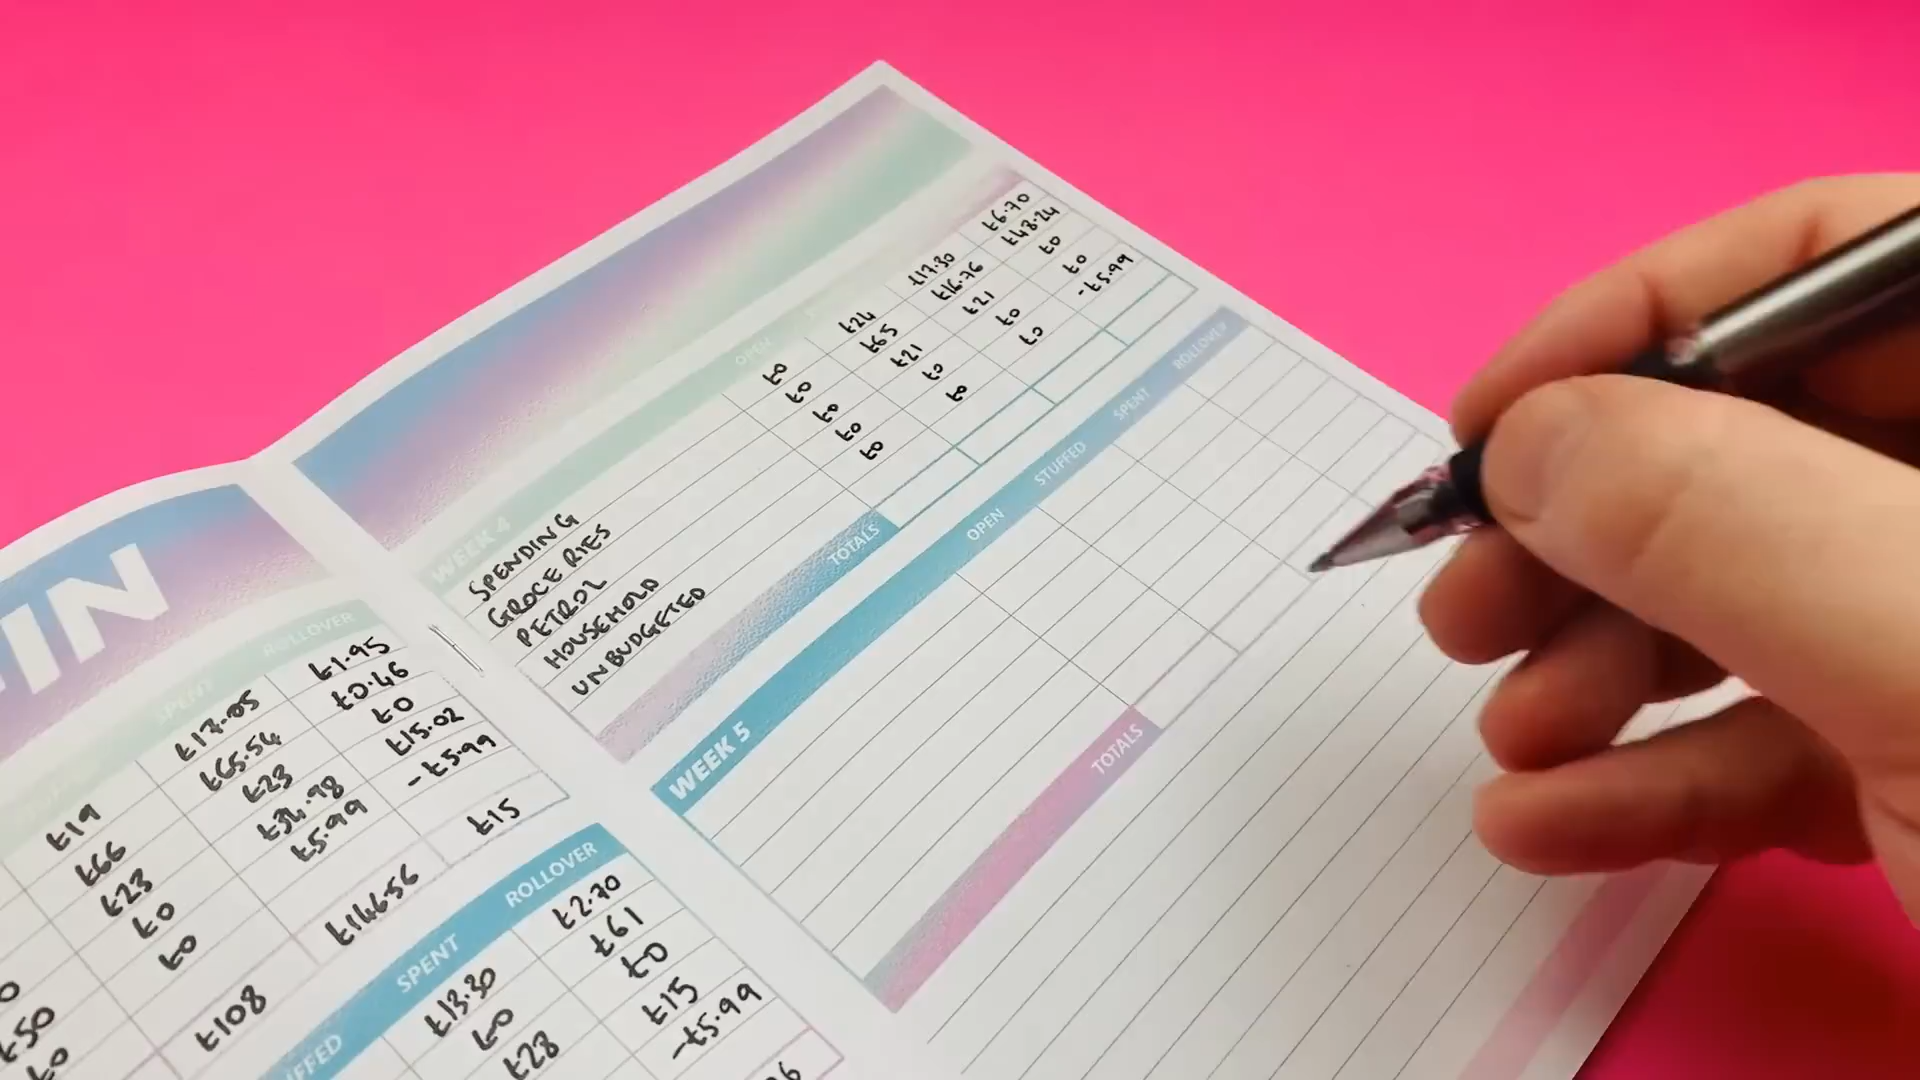 IN
SPENT ROLLOVER
£19 £17.05 £1.95
£66 £65.54 £0.46
£23 £23 £0
£0 £34.98 £15.02
£50 £0 £5.99 -£5.99
£0 £108 £146.56 £15
SPENT ROLLOVER
£13.30 £2.70
£0 £61
£28 £0
£15
-£5.99
WEEK 4 OPEN
SPENDING £0 £24 £17.30 £6.70
GROCERIES £0 £65 £16.76 £48.24
PETROL £0 £21 £21 £0
HOUSEHOLD £0 £0 £0 £0
UNBUDGETED £0 £0 £0 -£5.99
TOTALS
WEEK 5 OPEN STUFFED SPENT ROLLOVER
TOTALS